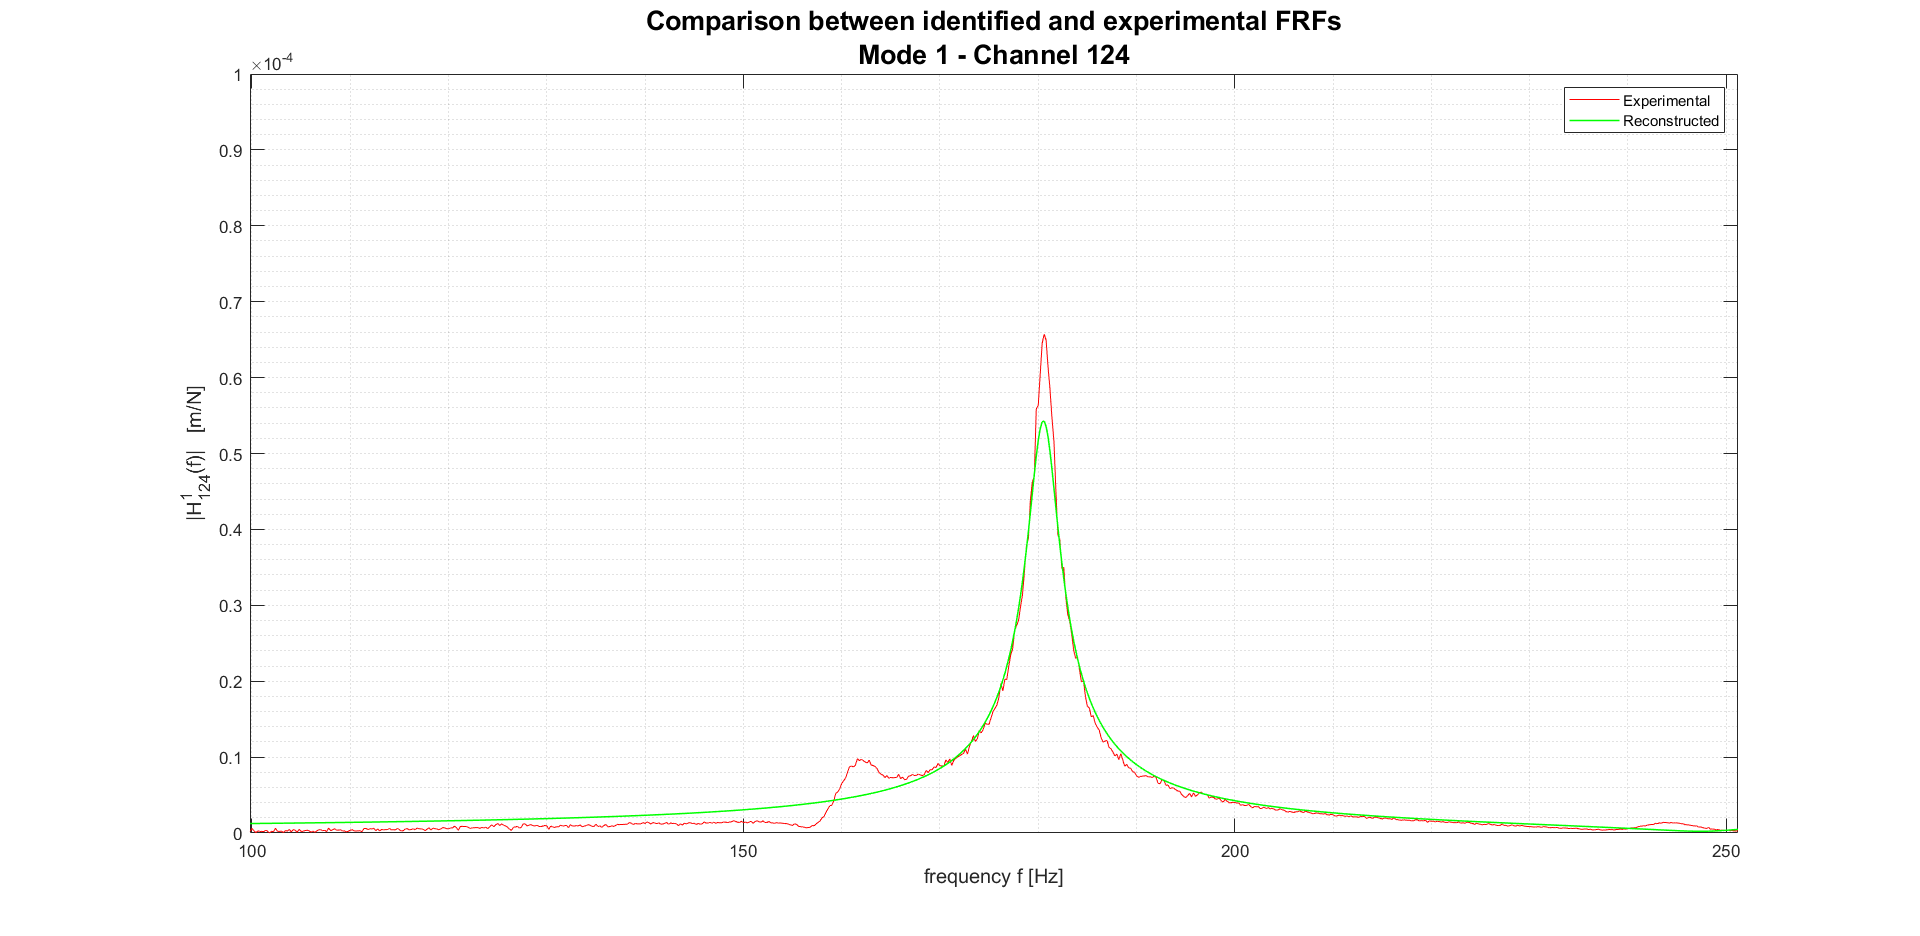 Comparison between identified and experimental FRFs
Mode 1 - Channel 124
×10^-4
1
0.9
0.8
0.7
0.6
0.5
0.4
0.3
0.2
0.1
0
|H^1_124(f)| [m/N]
Experimental
Reconstructed
100 150 200 250
frequency f [Hz]